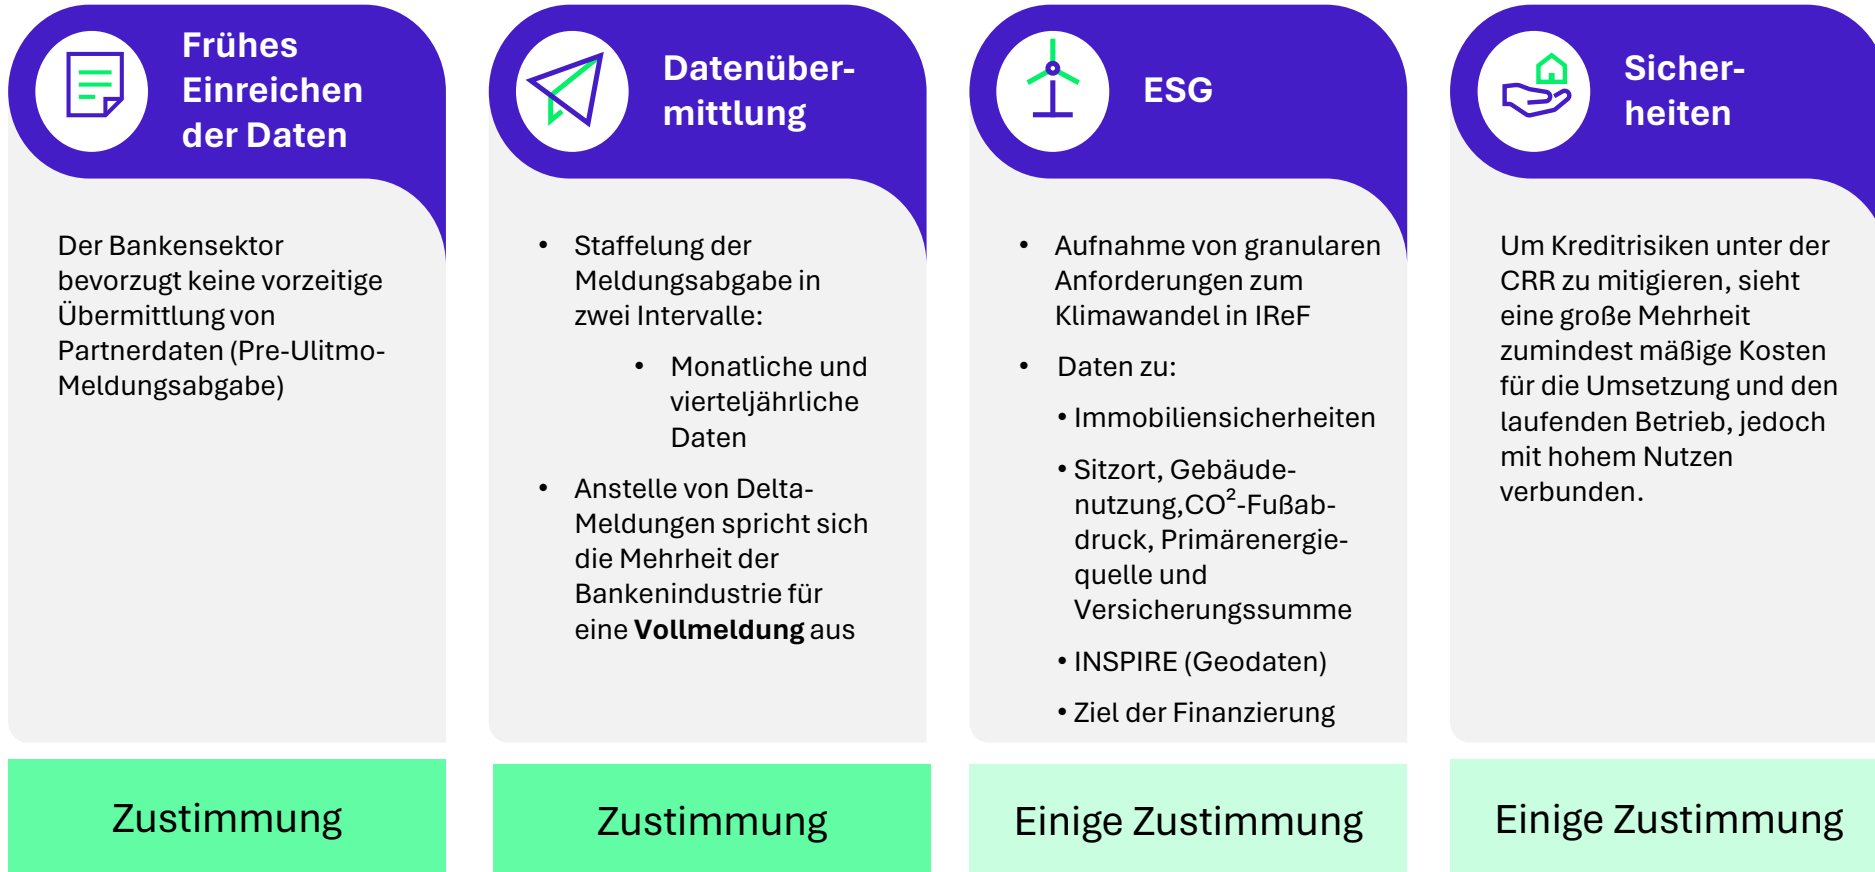 Frühes
Einreichen
der Daten
Der Bankensektor
bevorzugt keine vorzeitige
Übermittlung von
Partnerdaten (Pre-Ulitmo-
Meldungsabgabe)
Zustimmung
Datenüber-
mittlung
• Staffelung der
Meldungsabgabe in
zwei Intervalle:
• Monatliche und
vierteljährliche
Daten
• Anstelle von Delta-
Meldungen spricht sich
die Mehrheit der
Bankenindustrie für
eine Vollmeldung aus
Zustimmung
ESG
• Aufnahme von granularen
Anforderungen zum
Klimawandel in IReF
• Daten zu:
• Immobiliensicherheiten
• Sitzort, Gebäude-
nutzung,CO²-Fußab-
druck, Primärenergie-
quelle und
Versicherungssumme
• INSPIRE (Geodaten)
• Ziel der Finanzierung
Einige Zustimmung
Sicher-
heiten
Um Kreditrisiken unter der
CRR zu mitigieren, sieht
eine große Mehrheit
zumindest mäßige Kosten
für die Umsetzung und den
laufenden Betrieb, jedoch
mit hohem Nutzen
verbunden.
Einige Zustimmung